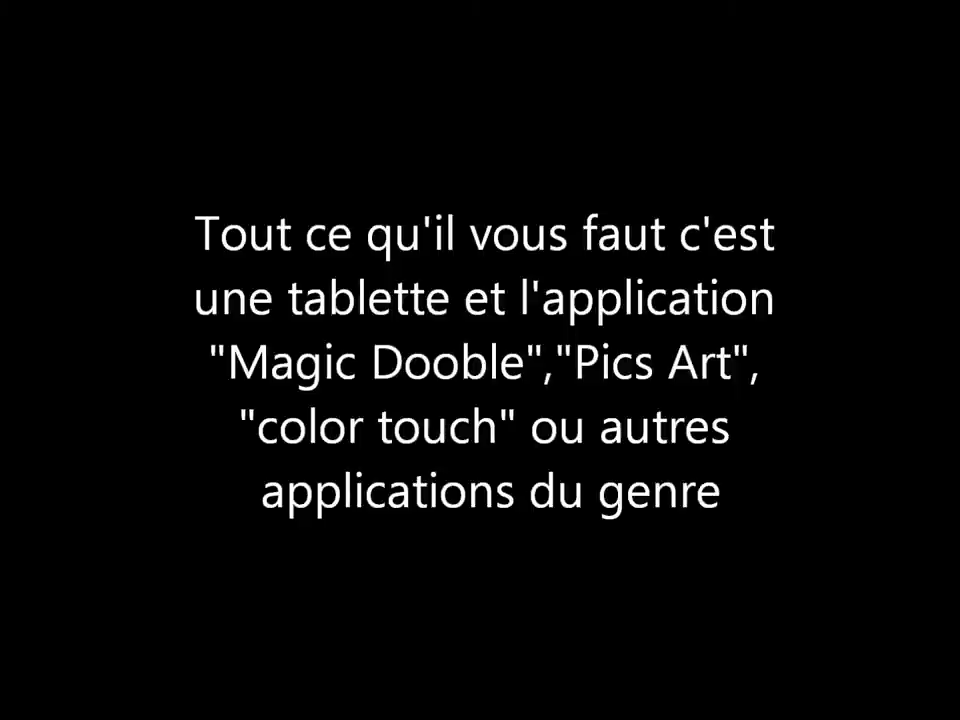 Tout ce qu'il vous faut c'est
une tablette et l'application
"Magic Dooble","Pics Art",
"color touch" ou autres
applications du genre